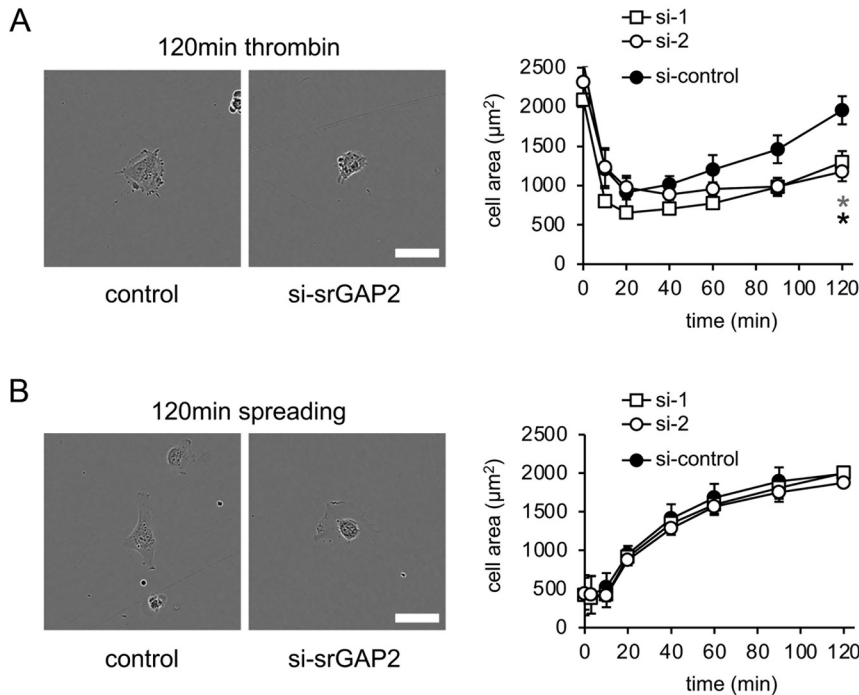 A
120min thrombin
control
si-srGAP2
si-1
si-2
si-control
2500
2000
1500
1000
500
0
cell area (µm²)
*
*
0 20 40 60 80 100 120
time (min)
B
120min spreading
control
si-srGAP2
si-1
si-2
si-control
2500
2000
1500
1000
500
0
cell area (µm²)
0 20 40 60 80 100 120
time (min)